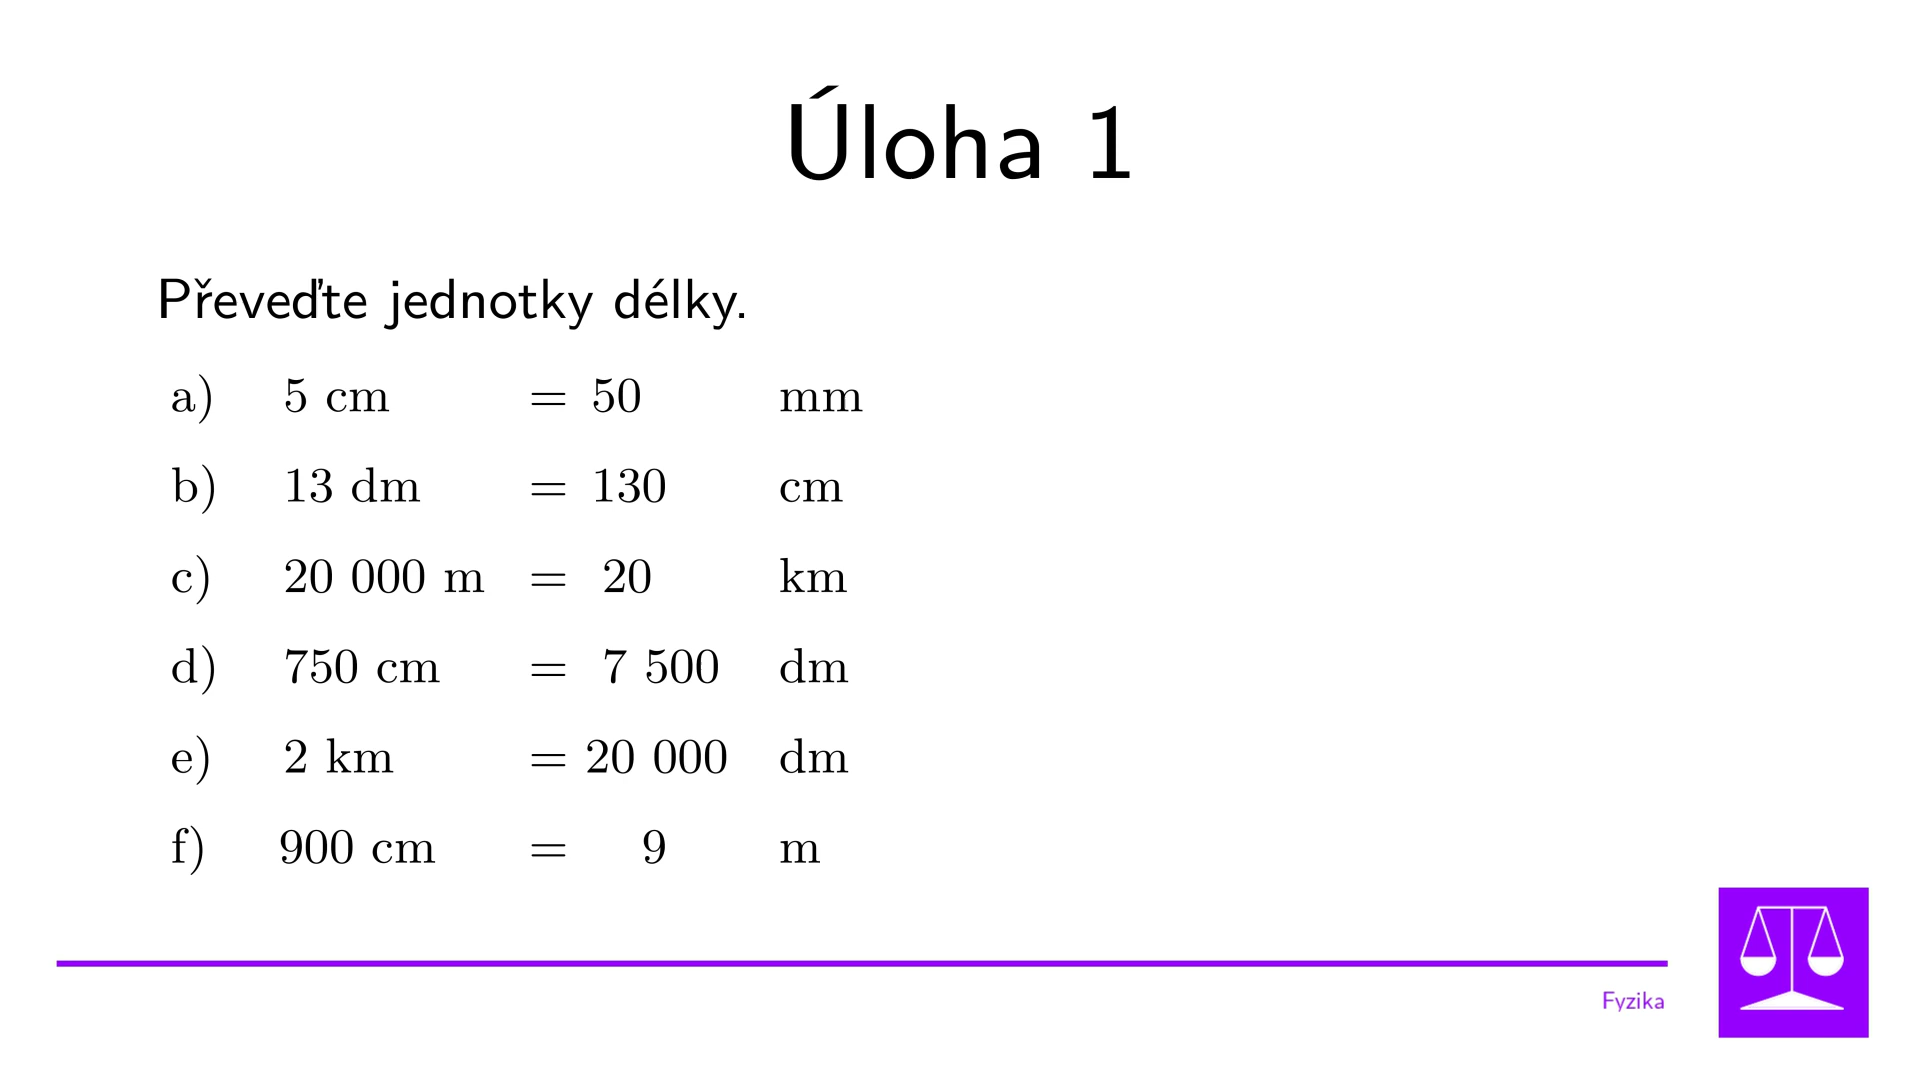 Úloha 1
Převeďte jednotky délky.
a) 5 cm = 50 mm
b) 13 dm = 130 cm
c) 20 000 m = 20 km
d) 750 cm = 7 500 dm
e) 2 km = 20 000 dm
f) 900 cm = 9 m
Fyzika